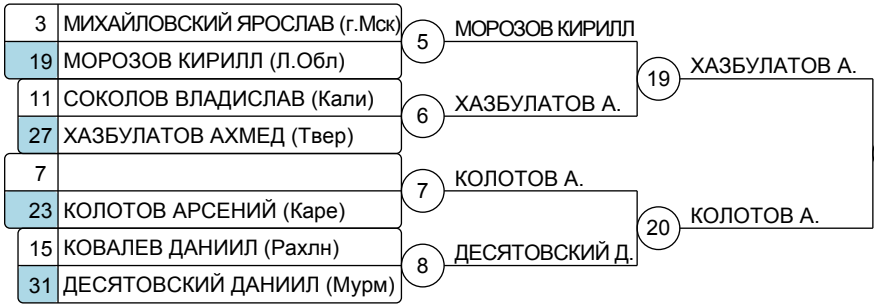 3 МИХАЙЛОВСКИЙ ЯРОСЛАВ (г.Мск)
19 МОРОЗОВ КИРИЛЛ (Л.Обл)
5 МОРОЗОВ КИРИЛЛ
11 СОКОЛОВ ВЛАДИСЛАВ (Кали)
27 ХАЗБУЛАТОВ АХМЕД (Твер)
6 ХАЗБУЛАТОВ А.
19 ХАЗБУЛАТОВ А.
7
23 КОЛОТОВ АРСЕНИЙ (Каре)
7 КОЛОТОВ А.
15 КОВАЛЕВ ДАНИИЛ (Рахлн)
31 ДЕСЯТОВСКИЙ ДАНИИЛ (Мурм)
8 ДЕСЯТОВСКИЙ Д.
20 КОЛОТОВ А.